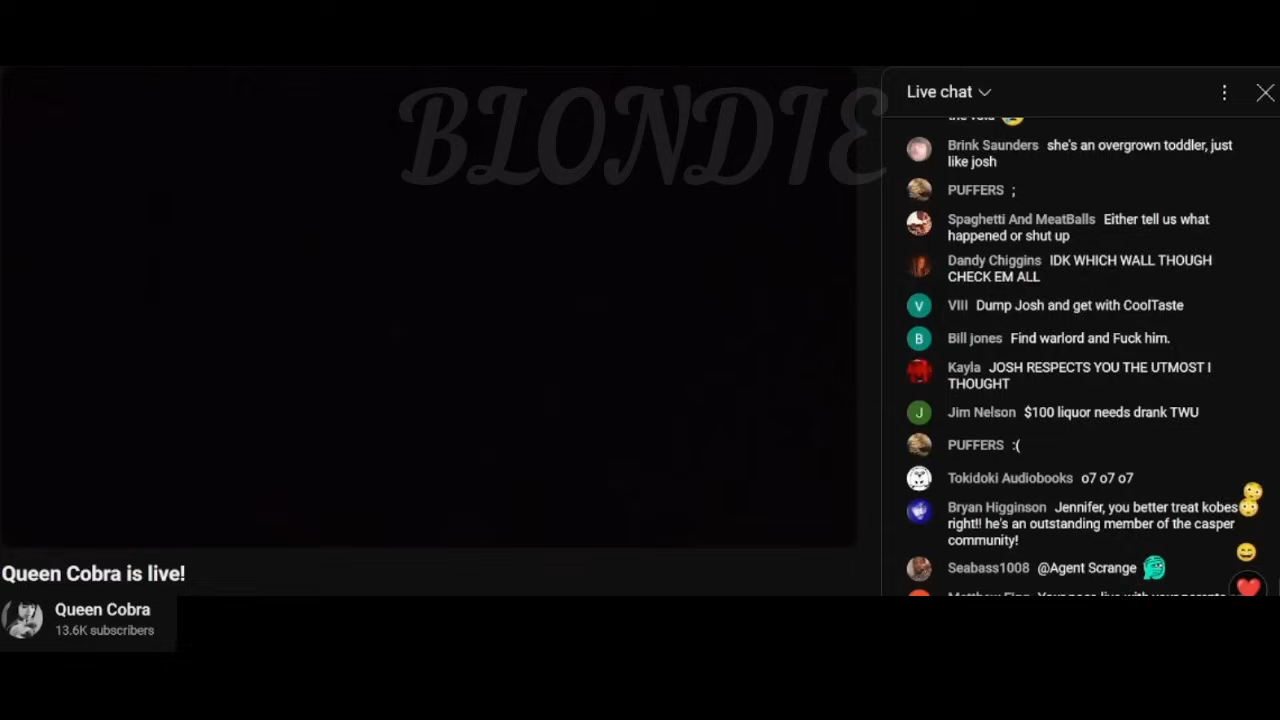 BLONDIE
Live chat
Brink Saunders she's an overgrown toddler, just
like josh
PUFFERS ;
Spaghetti And MeatBalls Either tell us what
happened or shut up
Dandy Chiggins IDK WHICH WALL THOUGH
CHECK EM ALL
V
VIII Dump Josh and get with CoolTaste
B
Bill jones Find warlord and Fuck him.
Kayla JOSH RESPECTS YOU THE UTMOST I
THOUGHT
J
Jim Nelson $100 liquor needs drank TWU
PUFFERS :(
Tokidoki Audiobooks o7 o7 o7
Bryan Higginson Jennifer, you better treat kobes
right!! he's an outstanding member of the casper
community!
Seabass1008 @Agent Scrange
Queen Cobra is live!
Queen Cobra
13.6K subscribers